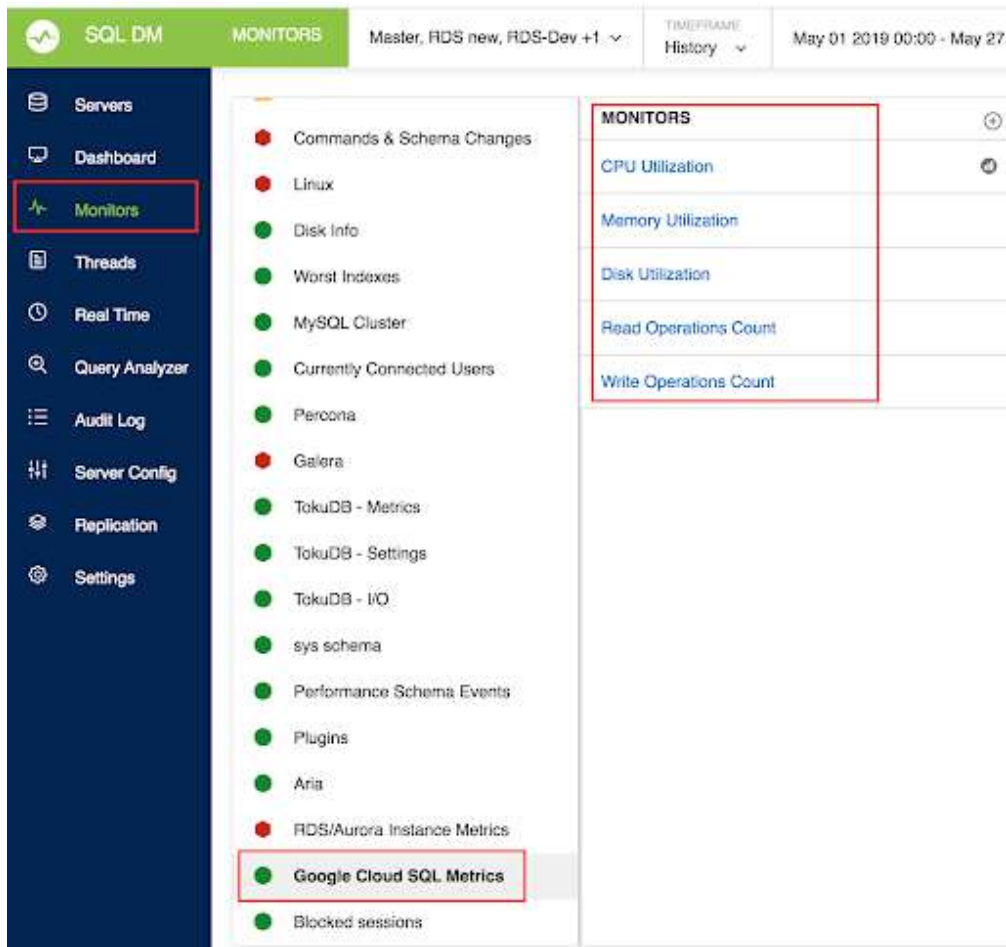 SQL DM
MONITORS
Master, RDS new, RDS-Dev +1
TIMEFRAME
History
May 01 2019 00:00 - May 27
Servers
Dashboard
Monitors
Threads
Real Time
Query Analyzer
Audit Log
Server Config
Replication
Settings
Commands & Schema Changes
Linux
Disk Info
Worst Indexes
MySQL Cluster
Currently Connected Users
Percona
Galera
TokuDB - Metrics
TokuDB - Settings
TokuDB - I/O
sys schema
Performance Schema Events
Plugins
Aria
RDS/Aurora Instance Metrics
Google Cloud SQL Metrics
Blocked sessions
MONITORS
CPU Utilization
Memory Utilization
Disk Utilization
Read Operations Count
Write Operations Count